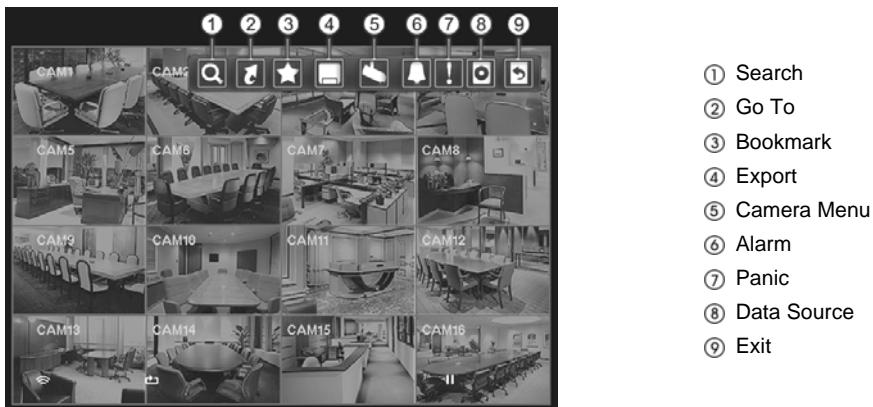 ① ② ③ ④ ⑤ ⑥ ⑦ ⑧ ⑨
CAM1 CAM2
CAM5 CAM6 CAM7 CAM8
CAM9 CAM10 CAM11 CAM12
CAM13 CAM14 CAM15 CAM16
① Search
② Go To
③ Bookmark
④ Export
⑤ Camera Menu
⑥ Alarm
⑦ Panic
⑧ Data Source
⑨ Exit